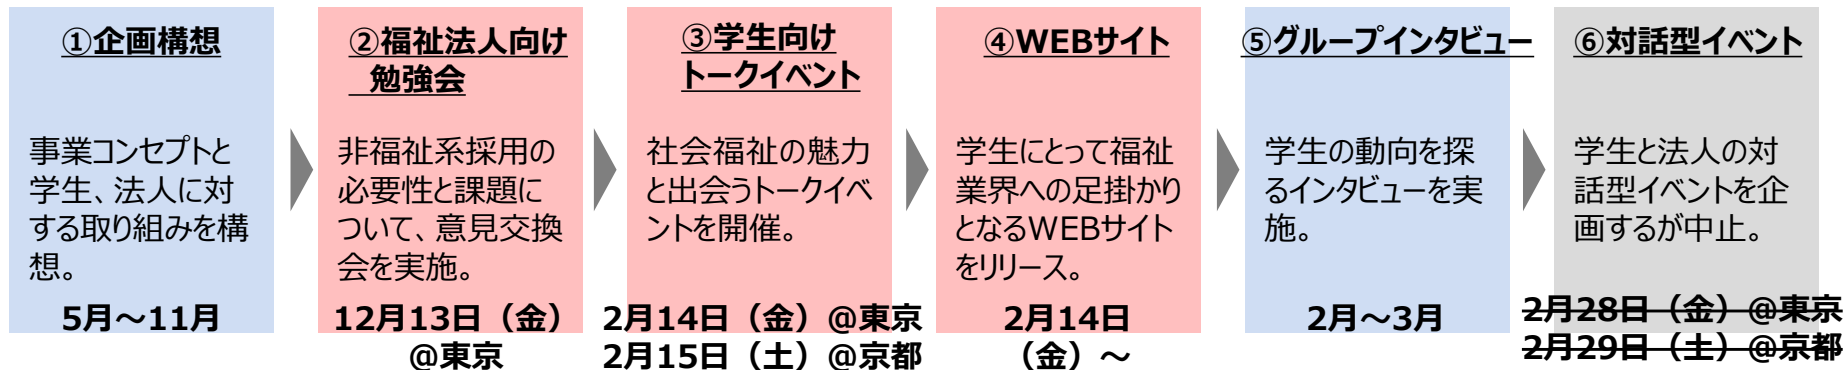 ①企画構想
事業コンセプトと
学生、法人に対
する取り組みを構
想。
5月～11月
②福祉法人向け
勉強会
非福祉系採用の
必要性と課題に
ついて、意見交換
会を実施。
12月13日（金）
@東京
③学生向け
トークイベント
社会福祉の魅力
と出会うトークイベ
ントを開催。
2月14日（金）@東京
2月15日（土）@京都
④WEBサイト
学生にとって福祉
業界への足掛かり
となるWEBサイト
をリリース。
2月14日
（金）～
⑤グループインタビュー
学生の動向を探
るインタビューを実
施。
2月～3月
⑥対話型イベント
学生と法人の対
話型イベントを企
画するが中止。
2月28日（金）@東京
2月29日（土）@京都